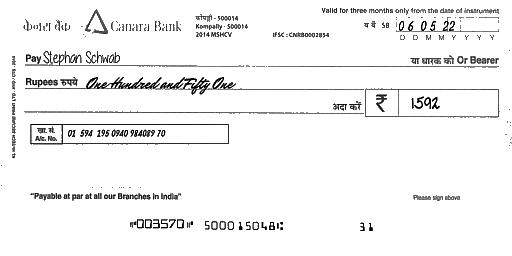 केनरा बैंक Canara Bank
कोंपल्ली - 500014
Kompally - 500014
2014 MSHCV
IFSC : CNRB0002854
Valid for three months only from the date of instrument
SB 06 05 22
D D M M Y Y Y Y
Pay Stephan Schwab या धारक को Or Bearer
Rupees रुपये One Hundred and Fifty One
अदा करें ₹ 1592
खा. सं.
A/c. No. 01 594 195 0940 984089 70
"Payable at par at all our Branches in India"
Please sign above
⑈003570⑈ 500015048⑆ 31